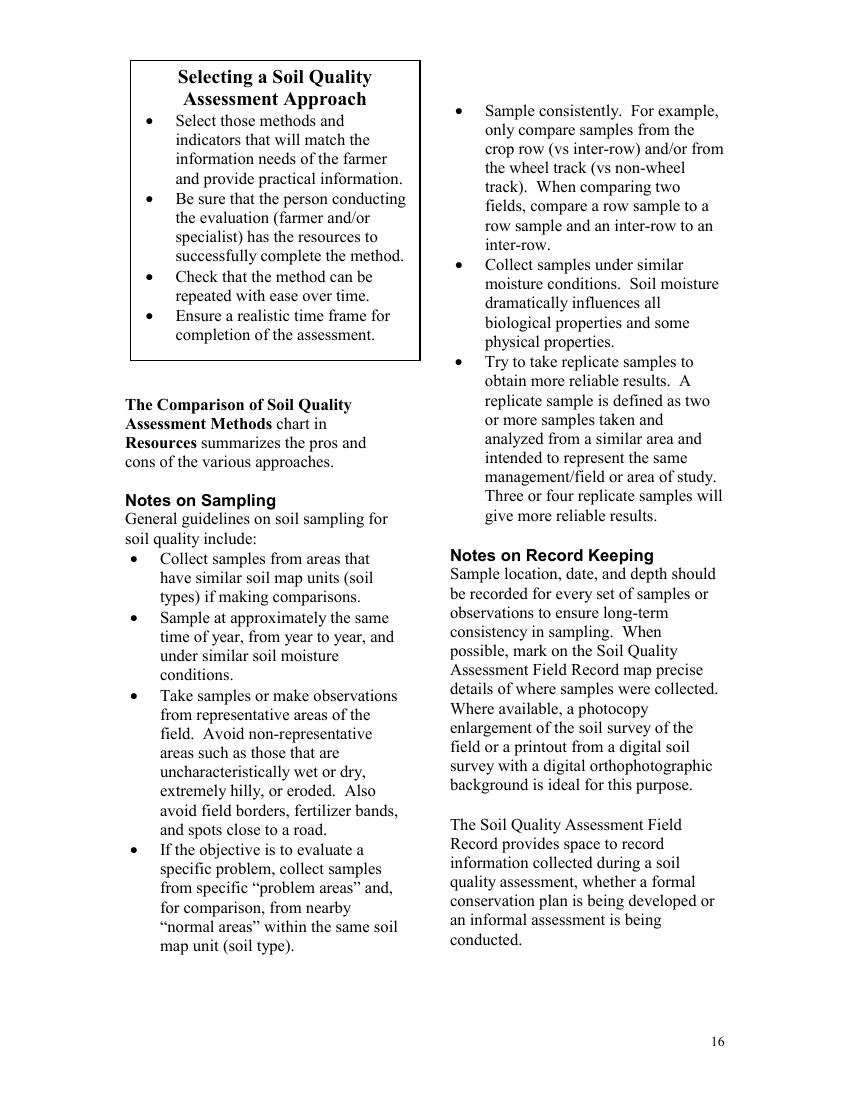 Selecting a Soil Quality
Assessment Approach
• Select those methods and
indicators that will match the
information needs of the farmer
and provide practical information.
• Be sure that the person conducting
the evaluation (farmer and/or
specialist) has the resources to
successfully complete the method.
• Check that the method can be
repeated with ease over time.
• Ensure a realistic time frame for
completion of the assessment.
The Comparison of Soil Quality
Assessment Methods chart in
Resources summarizes the pros and
cons of the various approaches.
Notes on Sampling
General guidelines on soil sampling for
soil quality include:
• Collect samples from areas that
have similar soil map units (soil
types) if making comparisons.
• Sample at approximately the same
time of year, from year to year, and
under similar soil moisture
conditions.
• Take samples or make observations
from representative areas of the
field.  Avoid non-representative
areas such as those that are
uncharacteristically wet or dry,
extremely hilly, or eroded.  Also
avoid field borders, fertilizer bands,
and spots close to a road.
• If the objective is to evaluate a
specific problem, collect samples
from specific “problem areas” and,
for comparison, from nearby
“normal areas” within the same soil
map unit (soil type).
• Sample consistently.  For example,
only compare samples from the
crop row (vs inter-row) and/or from
the wheel track (vs non-wheel
track).  When comparing two
fields, compare a row sample to a
row sample and an inter-row to an
inter-row.
• Collect samples under similar
moisture conditions.  Soil moisture
dramatically influences all
biological properties and some
physical properties.
• Try to take replicate samples to
obtain more reliable results.  A
replicate sample is defined as two
or more samples taken and
analyzed from a similar area and
intended to represent the same
management/field or area of study.
Three or four replicate samples will
give more reliable results.
Notes on Record Keeping
Sample location, date, and depth should
be recorded for every set of samples or
observations to ensure long-term
consistency in sampling.  When
possible, mark on the Soil Quality
Assessment Field Record map precise
details of where samples were collected.
Where available, a photocopy
enlargement of the soil survey of the
field or a printout from a digital soil
survey with a digital orthophotographic
background is ideal for this purpose.
The Soil Quality Assessment Field
Record provides space to record
information collected during a soil
quality assessment, whether a formal
conservation plan is being developed or
an informal assessment is being
conducted.
16